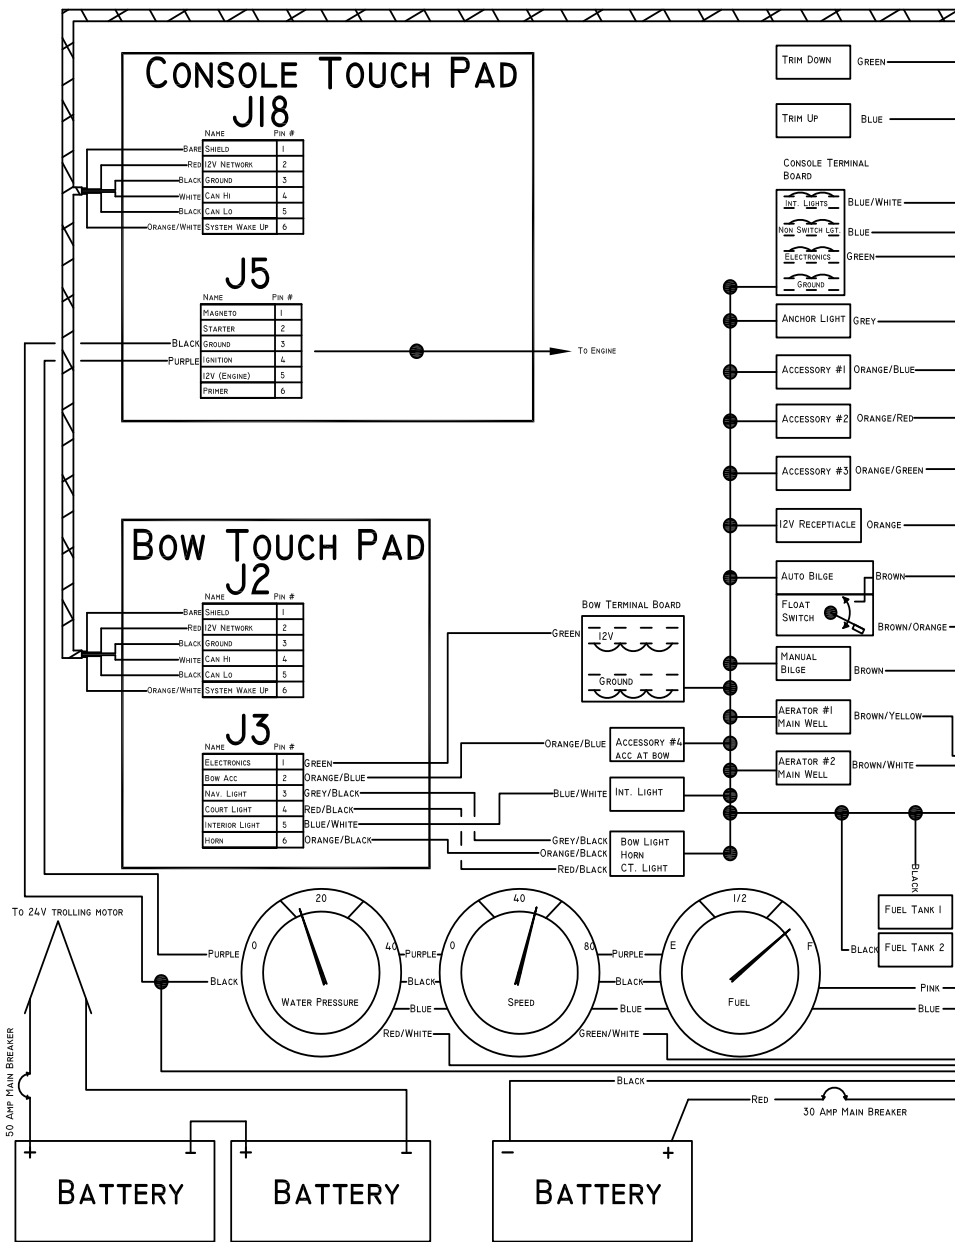 CONSOLE TOUCH PAD
J18
NAME PIN #
BARE SHIELD 1
RED 12V NETWORK 2
BLACK GROUND 3
WHITE CAN HI 4
BLACK CAN LO 5
ORANGE/WHITE SYSTEM WAKE UP 6
J5
NAME PIN #
MAGNETO 1
STARTER 2
BLACK GROUND 3
PURPLE IGNITION 4
12V (ENGINE) 5
PRIMER 6
TO ENGINE
TRIM DOWN GREEN
TRIM UP BLUE
CONSOLE TERMINAL
BOARD
INT. LIGHTS BLUE/WHITE
NON SWITCH LGT. BLUE
ELECTRONICS GREEN
GROUND
ANCHOR LIGHT GREY
ACCESSORY #1 ORANGE/BLUE
ACCESSORY #2 ORANGE/RED
ACCESSORY #3 ORANGE/GREEN
12V RECEPTIACLE ORANGE
AUTO BILGE BROWN
FLOAT
SWITCH
BROWN/ORANGE
MANUAL
BILGE
BROWN
AERATOR #1
MAIN WELL
BROWN/YELLOW
AERATOR #2
MAIN WELL
BROWN/WHITE
BOW TOUCH PAD
J2
NAME PIN #
BARE SHIELD 1
RED 12V NETWORK 2
BLACK GROUND 3
WHITE CAN HI 4
BLACK CAN LO 5
ORANGE/WHITE SYSTEM WAKE UP 6
J3
NAME PIN #
ELECTRONICS 1 GREEN
BOW ACC 2 ORANGE/BLUE
NAV. LIGHT 3 GREY/BLACK
COURT LIGHT 4 RED/BLACK
INTERIOR LIGHT 5 BLUE/WHITE
HORN 6 ORANGE/BLACK
BOW TERMINAL BOARD
GREEN 12V
GROUND
ORANGE/BLUE ACCESSORY #4
ACC AT BOW
BLUE/WHITE INT. LIGHT
GREY/BLACK BOW LIGHT
ORANGE/BLACK HORN
RED/BLACK CT. LIGHT
BLACK
FUEL TANK 1
BLACK FUEL TANK 2
TO 24V TROLLING MOTOR
PURPLE
BLACK
0 20 40
WATER PRESSURE
PURPLE
BLACK
BLUE
RED/WHITE
0 40 80
SPEED
PURPLE
BLACK
BLUE
GREEN/WHITE
E 1/2 F
FUEL
PINK
BLUE
50 AMP MAIN BREAKER
BLACK
RED
30 AMP MAIN BREAKER
+ -
BATTERY
+ -
BATTERY
- +
BATTERY